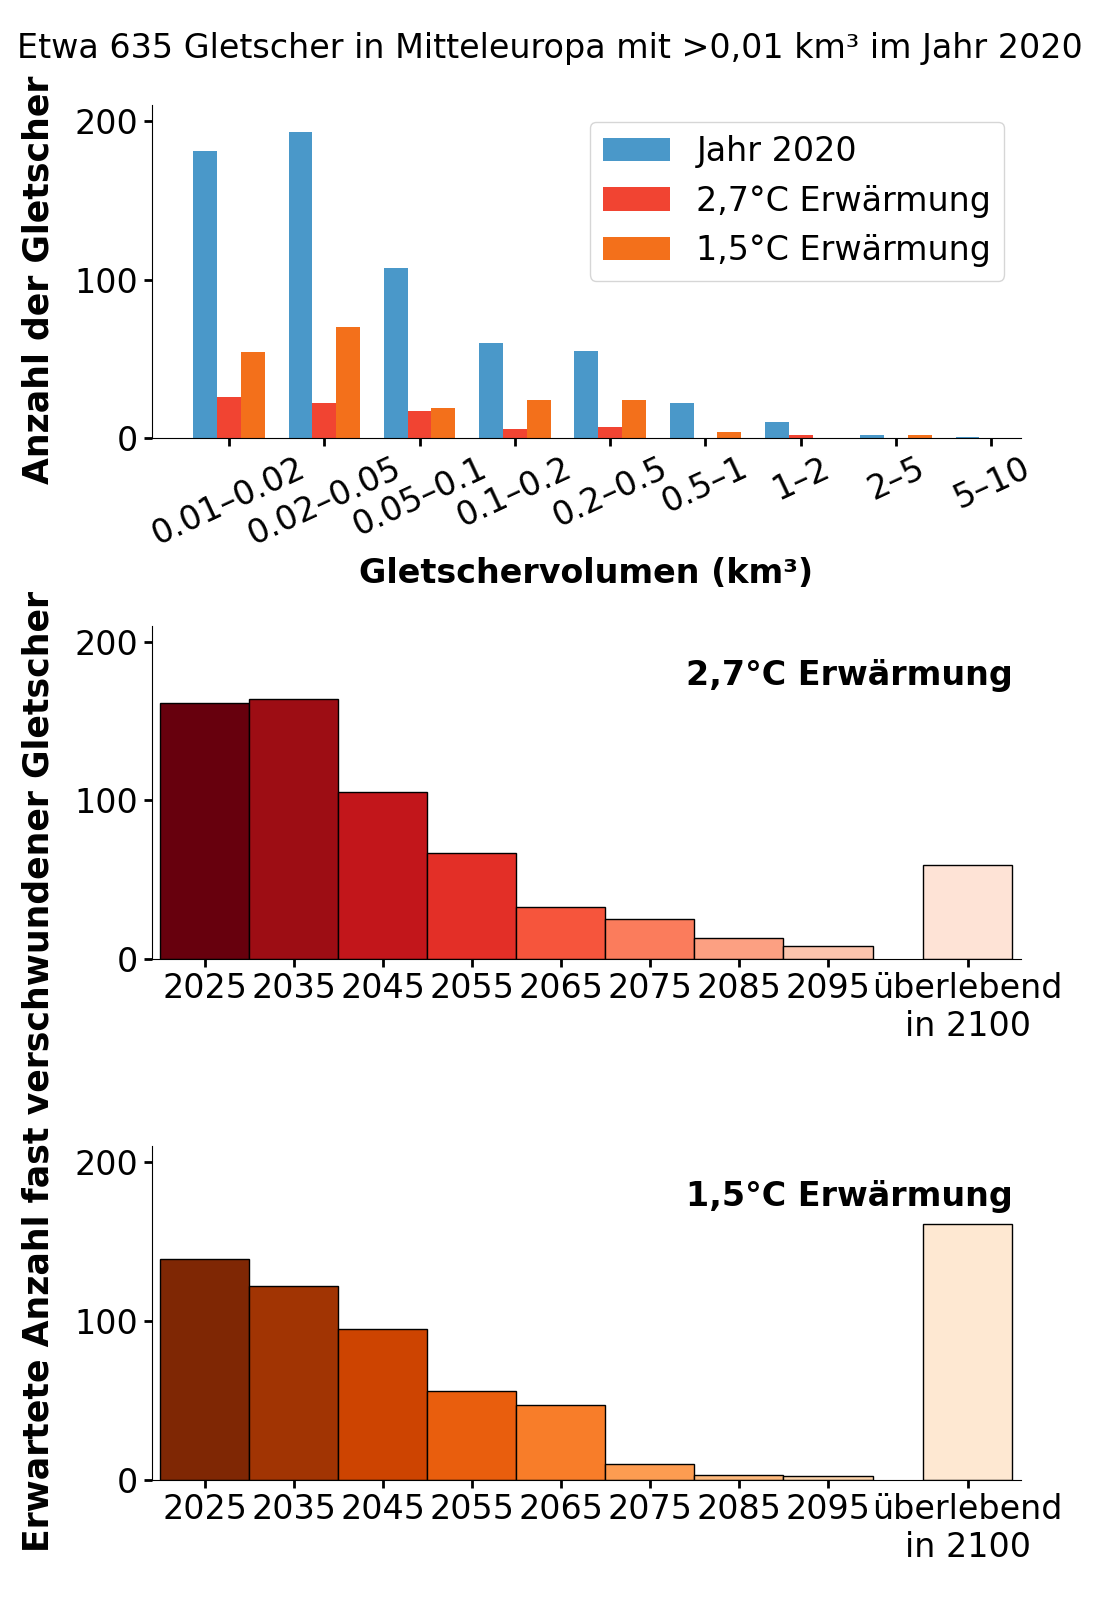 Etwa 635 Gletscher in Mitteleuropa mit >0,01 km³ im Jahr 2020
Anzahl der Gletscher
200
100
0
Jahr 2020
2,7°C Erwärmung
1,5°C Erwärmung
0.01–0.02
0.02–0.05
0.05–0.1
0.1–0.2
0.2–0.5
0.5–1
1–2
2–5
5–10
Gletschervolumen (km³)
Erwartete Anzahl fast verschwundener Gletscher
200
100
0
2,7°C Erwärmung
2025 2035 2045 2055 2065 2075 2085 2095 überlebend
in 2100
200
100
0
1,5°C Erwärmung
2025 2035 2045 2055 2065 2075 2085 2095 überlebend
in 2100